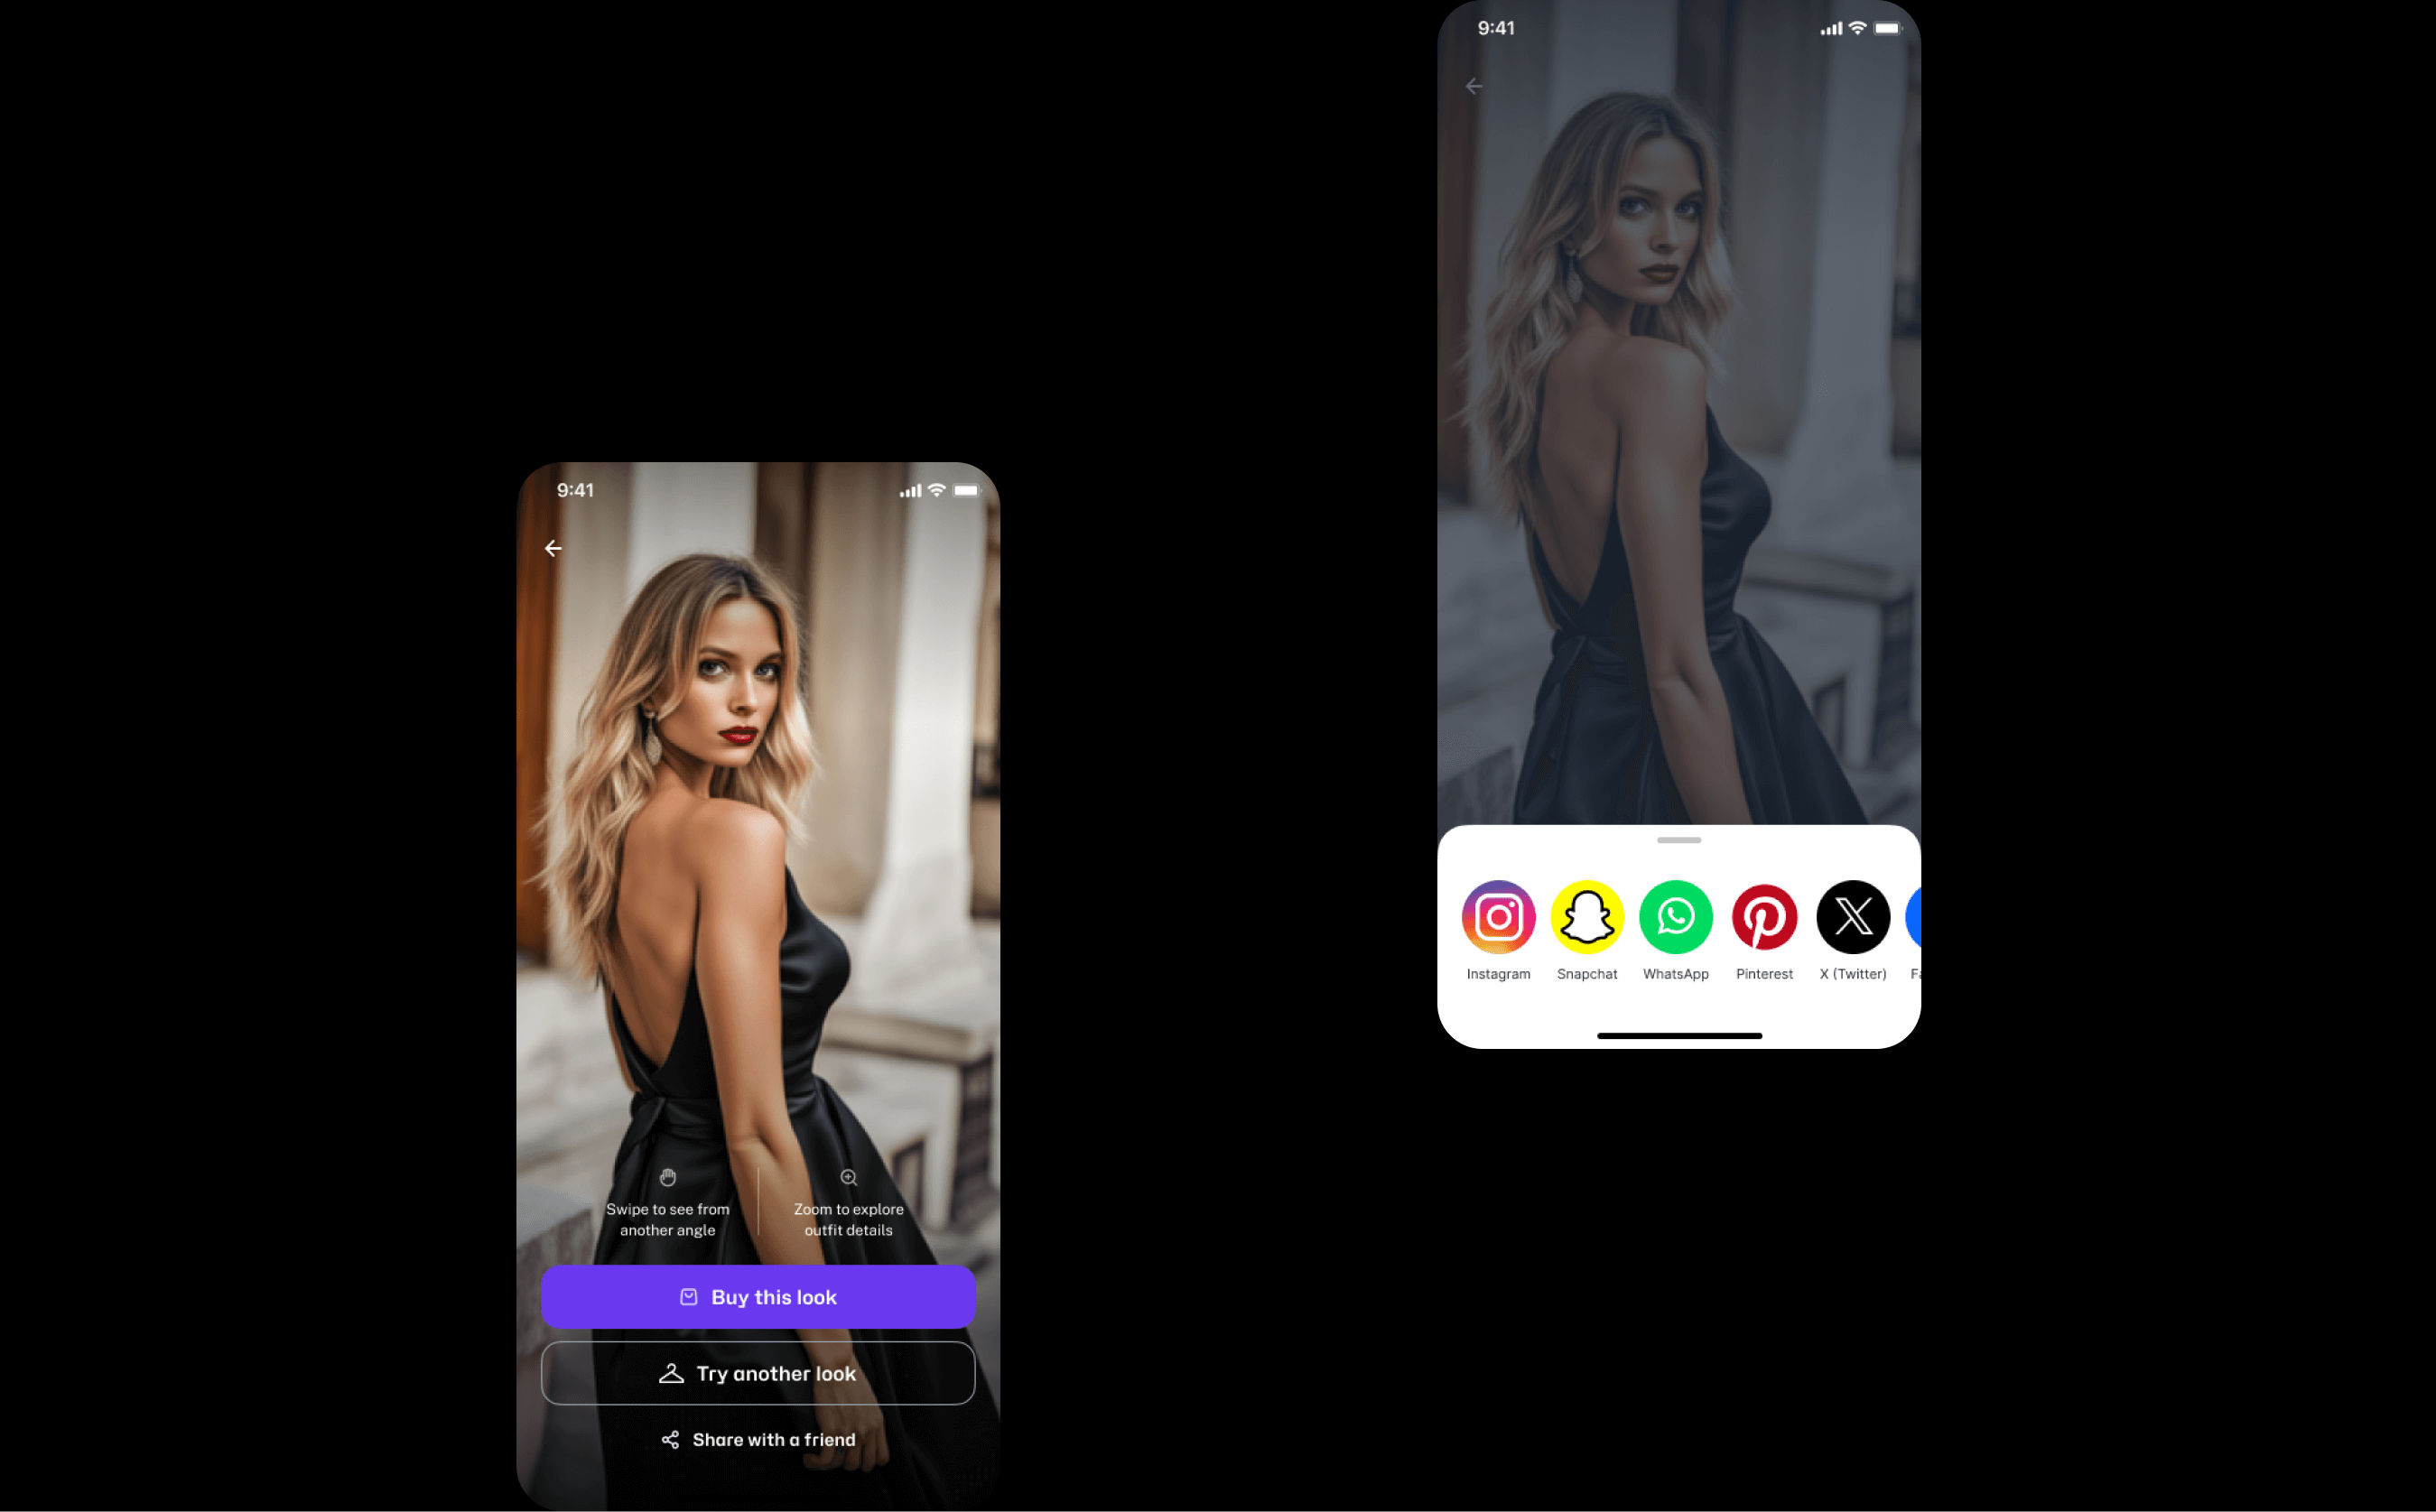 9:41
Swipe to see from
another angle
Zoom to explore
outfit details
Buy this look
Try another look
Share with a friend
9:41
Instagram
Snapchat
WhatsApp
Pinterest
X (Twitter)
Fa